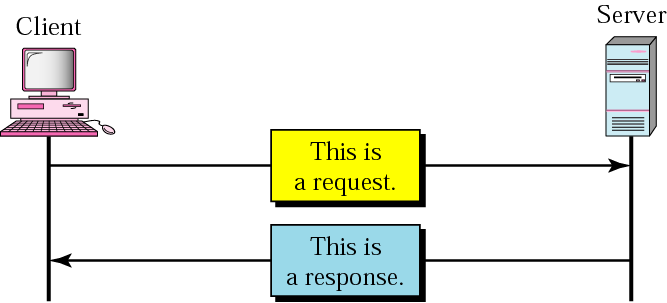 Client
Server
This is
a request.
This is
a response.